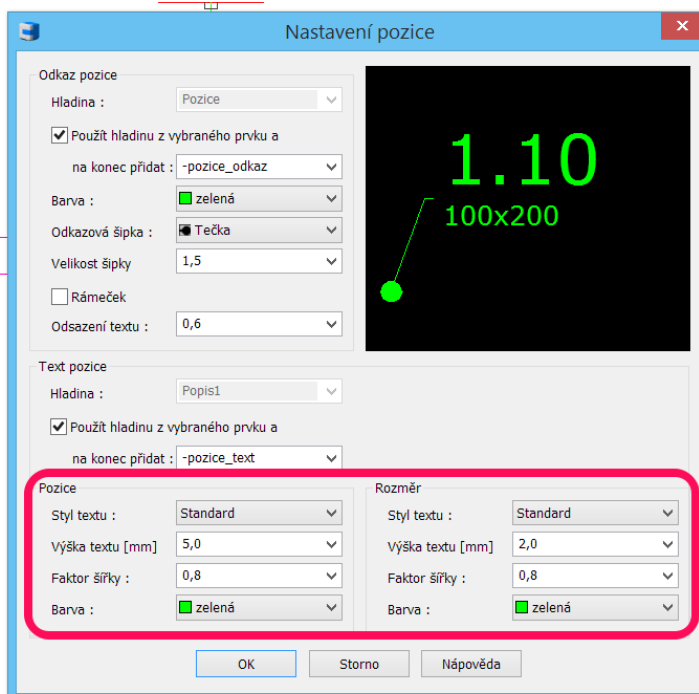 Nastavení pozice
Odkaz pozice
Hladina : Pozice
Použít hladinu z vybraného prvku a
na konec přidat : -pozice_odkaz
Barva : zelená
Odkazová šipka : Tečka
Velikost šipky 1,5
Rámeček
Odsazení textu : 0,6
1.10
100x200
Text pozice
Hladina : Popis1
Použít hladinu z vybraného prvku a
na konec přidat : -pozice_text
Pozice
Styl textu : Standard
Výška textu [mm] 5,0
Faktor šířky : 0,8
Barva : zelená
Rozměr
Styl textu : Standard
Výška textu [mm] 2,0
Faktor šířky : 0,8
Barva : zelená
OK Storno Nápověda